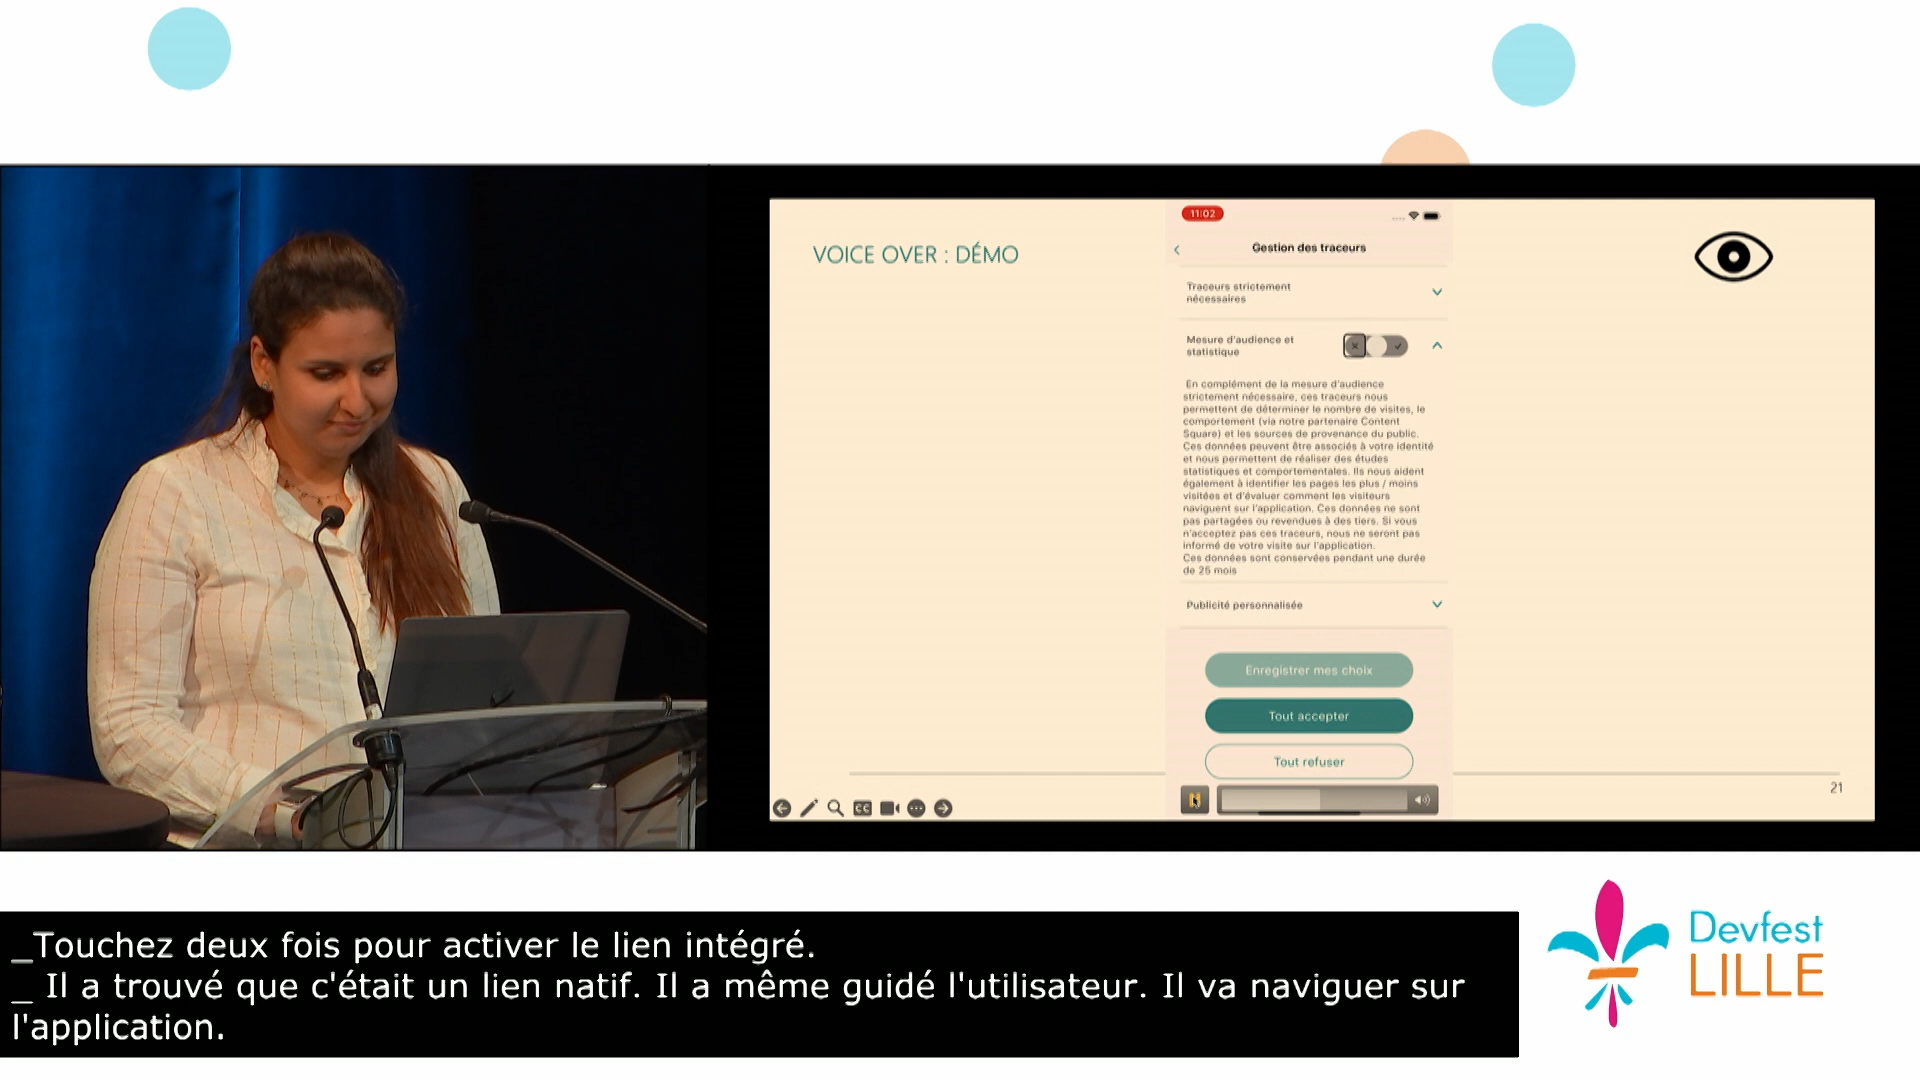 VOICE OVER : DÉMO
11:02
Gestion des traceurs
Traceurs strictement
nécessaires
Mesure d'audience et
statistique
En complément de la mesure d'audience
strictement nécessaire, ces traceurs nous
permettent de déterminer le nombre de visites, le
comportement (via notre partenaire Content
Square) et les sources de provenance du public.
Ces données peuvent être associés à votre identité
et nous permettent de réaliser des études
statistiques et comportementales. Ils nous aident
également à identifier les pages les plus / moins
visitées et d'évaluer comment les visiteurs
naviguent sur l'application. Ces données ne sont
pas partagées ou revendues à des tiers. Si vous
n'acceptez pas ces traceurs, nous ne seront pas
informé de votre visite sur l'application.
Ces données sont conservées pendant une durée
de 25 mois
Publicité personnalisée
Enregistrer mes choix
Tout accepter
Tout refuser
21
CC
_Touchez deux fois pour activer le lien intégré.
_ Il a trouvé que c'était un lien natif. Il a même guidé l'utilisateur. Il va naviguer sur
l'application.
Devfest
LILLE